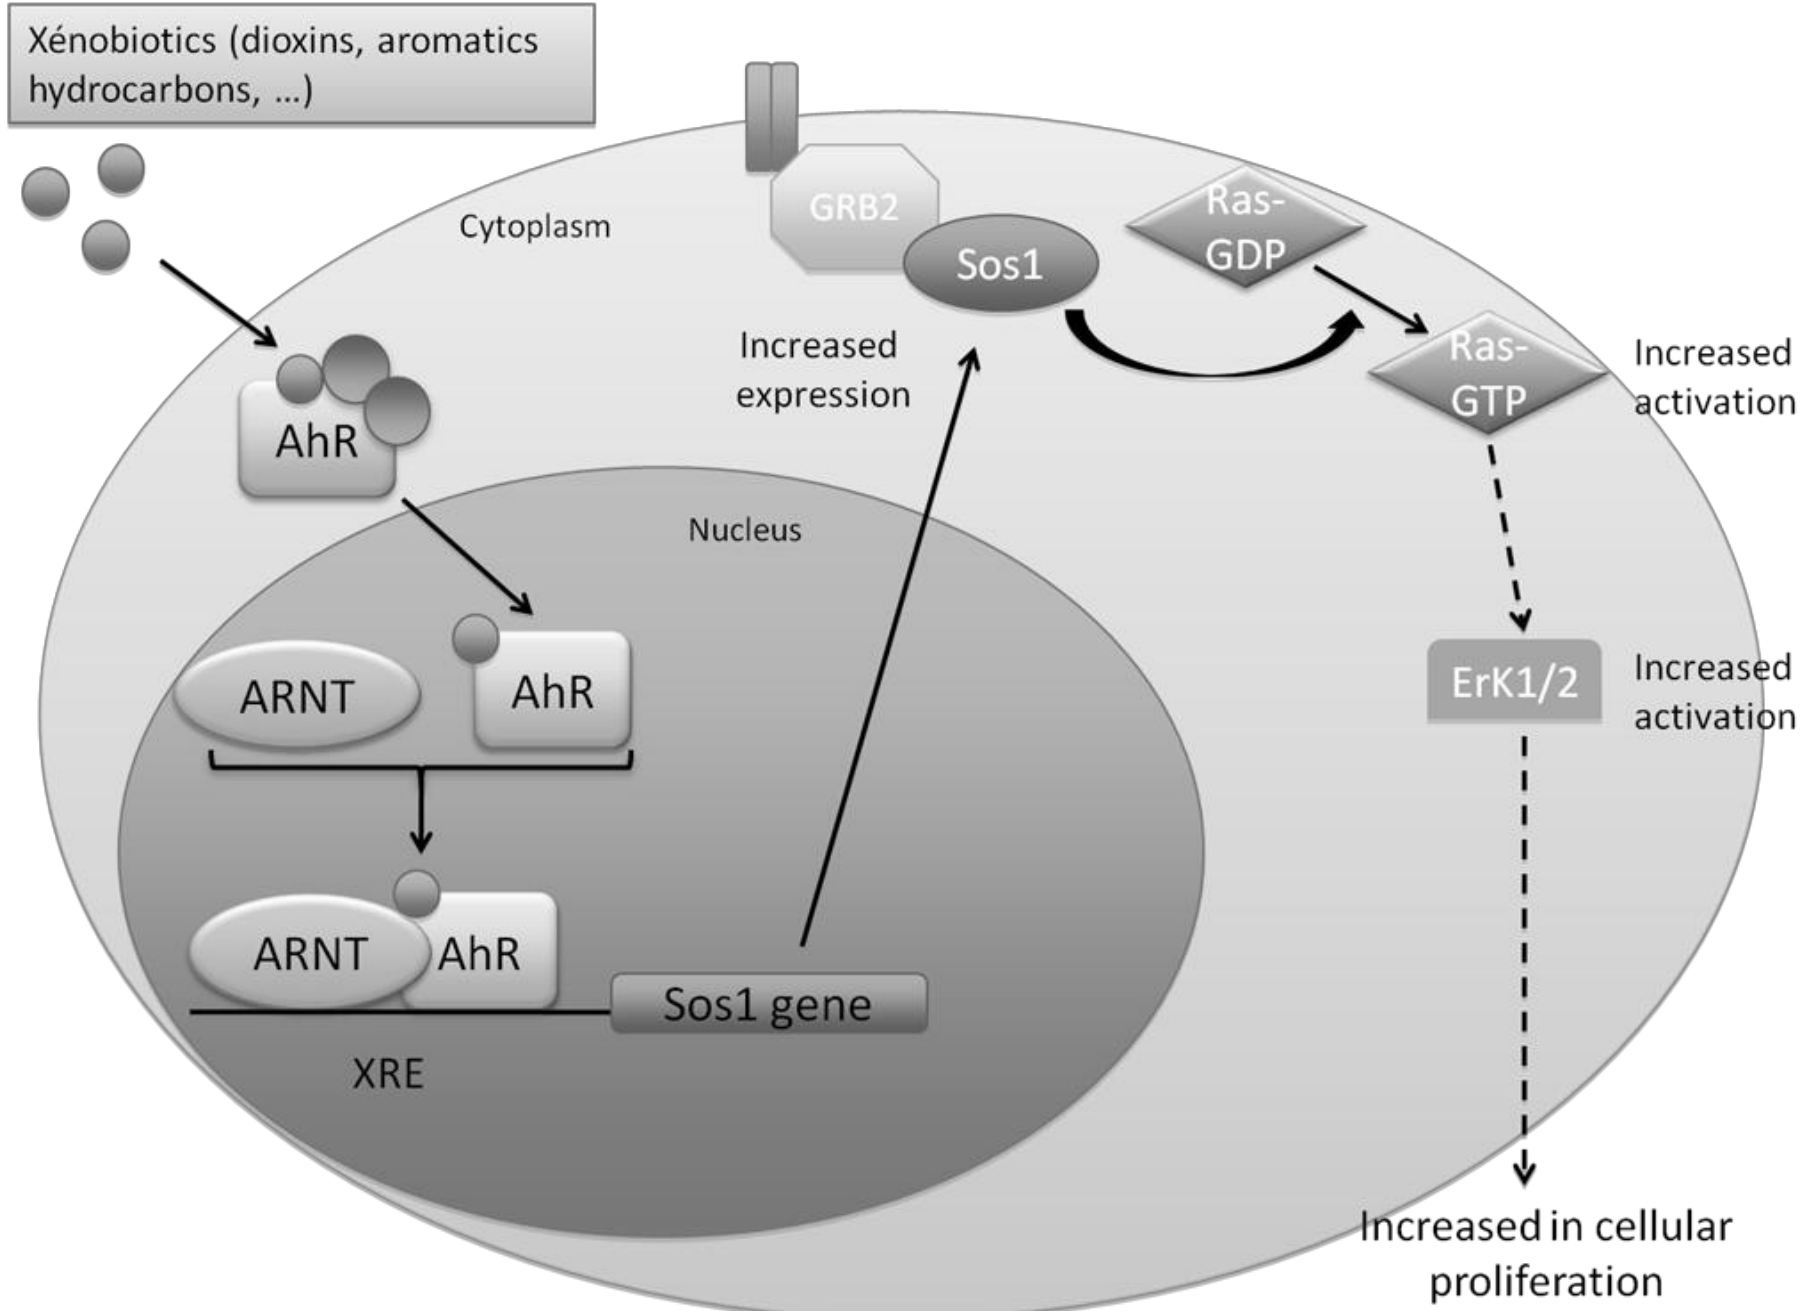 Xénobiotics (dioxins, aromatics
hydrocarbons, ...)
Cytoplasm
GRB2
Sos1
Ras-
GDP
Ras-
GTP
Increased
activation
Increased
expression
AhR
Nucleus
ARNT
AhR
ErK1/2
Increased
activation
ARNT
AhR
Sos1 gene
XRE
Increased in cellular
proliferation